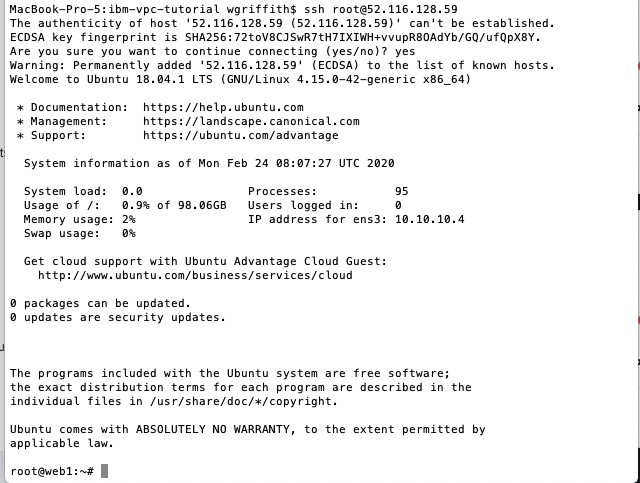 MacBook-Pro-5:ibm-vpc-tutorial wgriffith$ ssh root@52.116.128.59
The authenticity of host '52.116.128.59 (52.116.128.59)' can't be established.
ECDSA key fingerprint is SHA256:72toV8CJSwR7tH7IXIWH+vvupR8OAdYb/GQ/ufQpX8Y.
Are you sure you want to continue connecting (yes/no)? yes
Warning: Permanently added '52.116.128.59' (ECDSA) to the list of known hosts.
Welcome to Ubuntu 18.04.1 LTS (GNU/Linux 4.15.0-42-generic x86_64)

 * Documentation:  https://help.ubuntu.com
 * Management:     https://landscape.canonical.com
 * Support:        https://ubuntu.com/advantage

  System information as of Mon Feb 24 08:07:27 UTC 2020

  System load:  0.0               Processes:           95
  Usage of /:   0.9% of 98.06GB   Users logged in:     0
  Memory usage: 2%                IP address for ens3: 10.10.10.4
  Swap usage:   0%

  Get cloud support with Ubuntu Advantage Cloud Guest:
    http://www.ubuntu.com/business/services/cloud

0 packages can be updated.
0 updates are security updates.

The programs included with the Ubuntu system are free software;
the exact distribution terms for each program are described in the
individual files in /usr/share/doc/*/copyright.

Ubuntu comes with ABSOLUTELY NO WARRANTY, to the extent permitted by
applicable law.

root@web1:~#